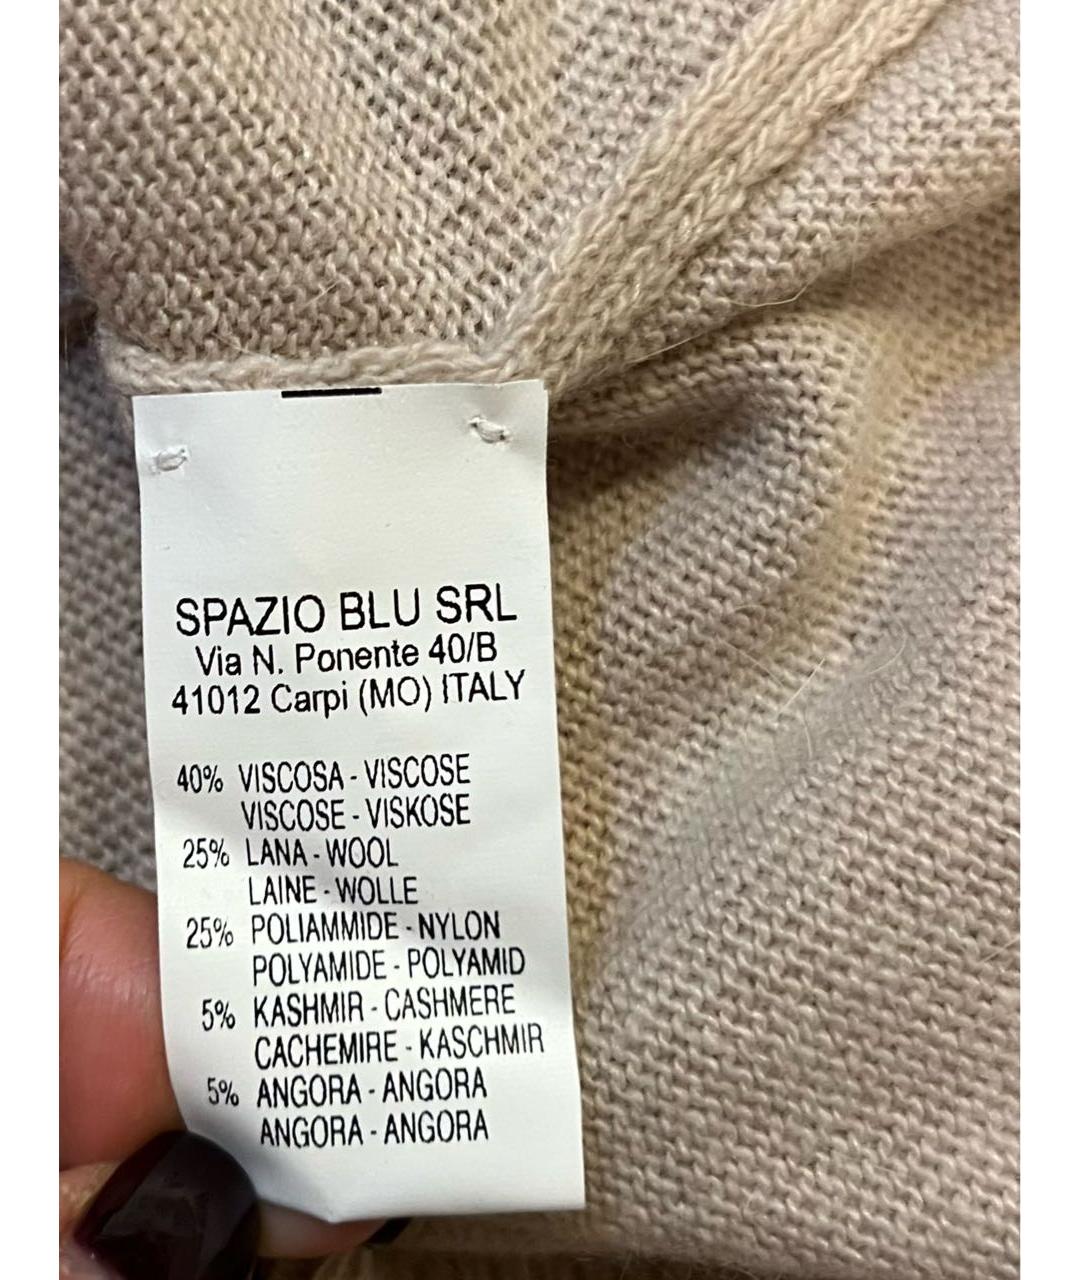 SPAZIO BLU SRL
Via N. Ponente 40/B
41012 Carpi (MO) ITALY
40% VISCOSA - VISCOSE
VISCOSE - VISKOSE
25% LANA - WOOL
LAINE - WOLLE
25% POLIAMMIDE - NYLON
POLYAMIDE - POLYAMID
5% KASHMIR - CASHMERE
CACHEMIRE - KASCHMIR
5% ANGORA - ANGORA
ANGORA - ANGORA